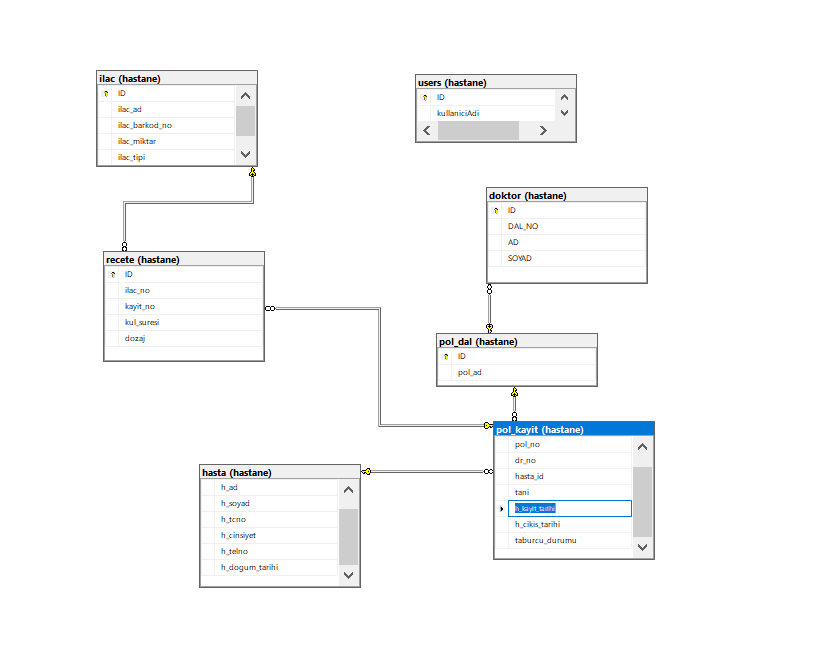 ilac (hastane)
ID
ilac_ad
ilac_barkod_no
ilac_miktar
ilac_tipi
users (hastane)
ID
kullaniciAdi
doktor (hastane)
ID
DAL_NO
AD
SOYAD
recete (hastane)
ID
ilac_no
kayit_no
kul_suresi
dozaj
pol_dal (hastane)
ID
pol_ad
pol_kayit (hastane)
pol_no
dr_no
hasta_id
tani
h_kayit_tarihi
h_cikis_tarihi
taburcu_durumu
hasta (hastane)
h_ad
h_soyad
h_tcno
h_cinsiyet
h_telno
h_dogum_tarihi